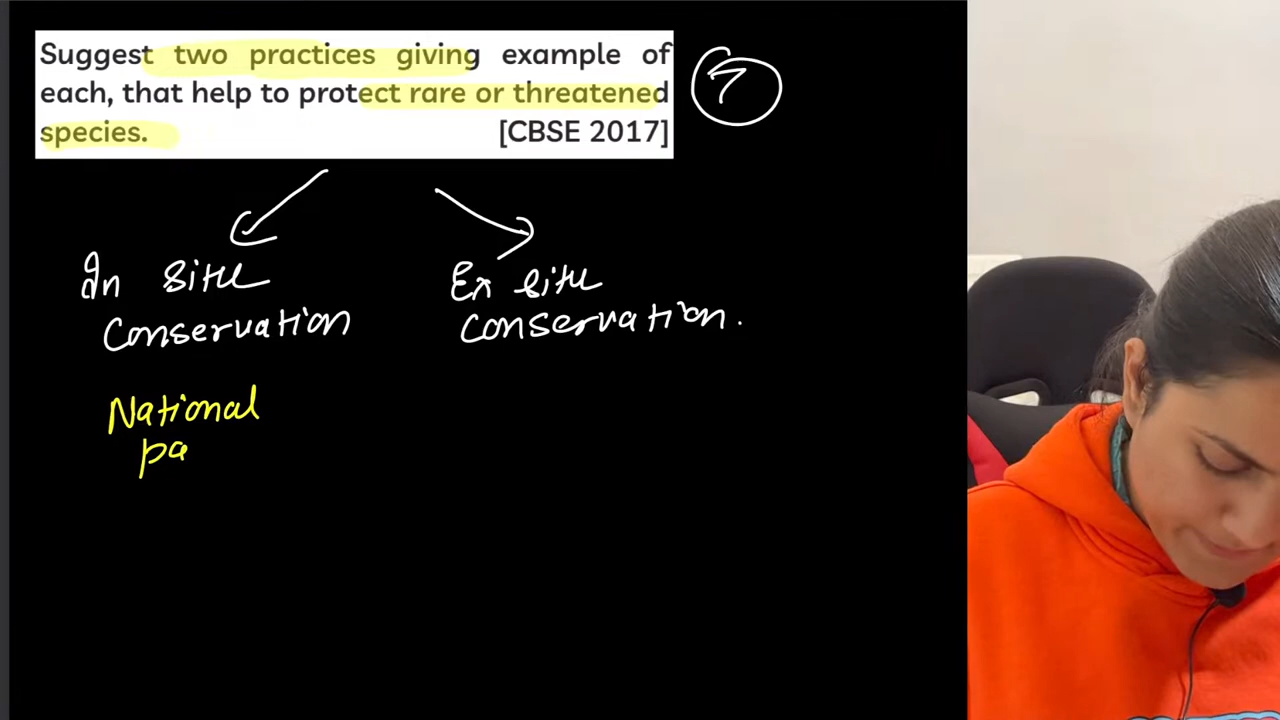 Suggest two practices giving example of
each, that help to protect rare or threatened
species. [CBSE 2017]
7
In situ
Conservation
Ex situ
conservation.
National
pa